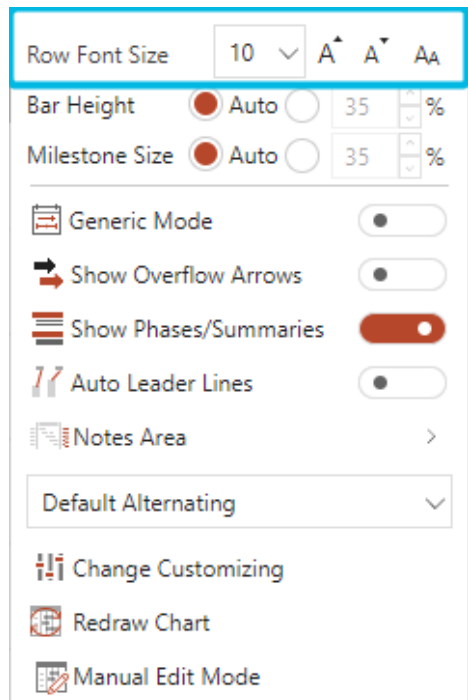 Row Font Size 10 A A AA
Bar Height Auto 35 %
Milestone Size Auto 35 %
Generic Mode
Show Overflow Arrows
Show Phases/Summaries
Auto Leader Lines
Notes Area
Default Alternating
Change Customizing
Redraw Chart
Manual Edit Mode